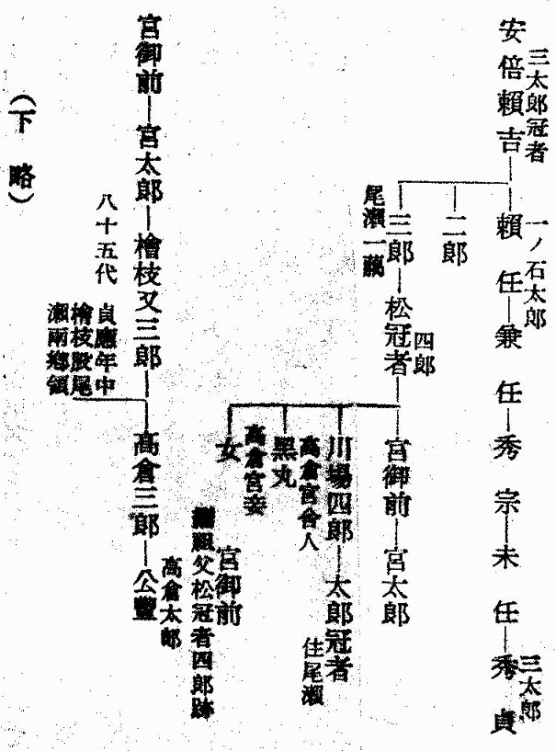 三太郎冠者
安倍頼吉
一ノ石太郎
頼任
兼任
秀宗
未任
三太郎
秀貞
二郎
三郎
尾瀬一
四郎
松冠者
宮御前
宮太郎
川場四郎
高倉宮舎人
太郎冠者
住尾瀬
黒丸
女
高倉宮妾
宮御前
祖父松冠者四郎跡
宮御前
宮太郎
檜枝又三郎
八十五代
貞應年中
檜枝股尾
瀬兩郷領
高倉三郎
公豐
高倉太郎
(下略)